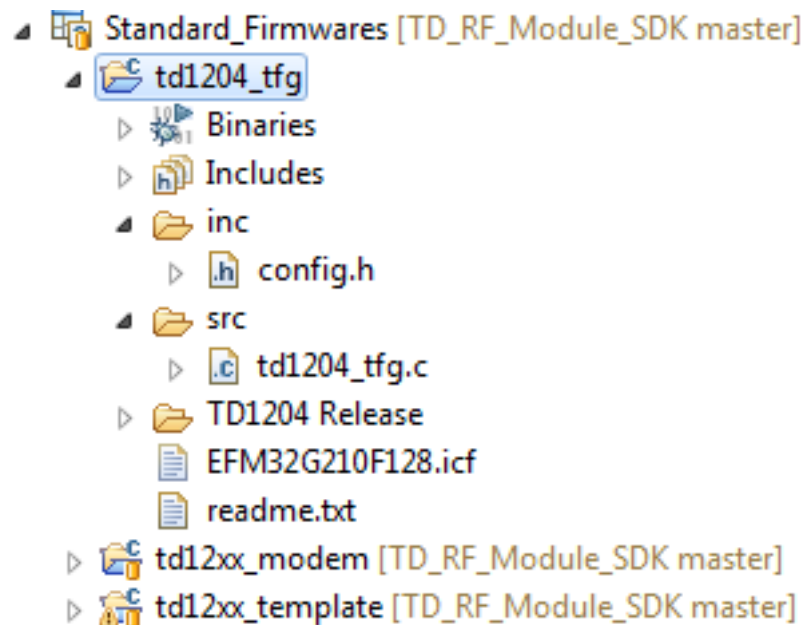 Standard_Firmwares [TD_RF_Module_SDK master]
td1204_tfg
Binaries
Includes
inc
config.h
src
td1204_tfg.c
TD1204 Release
EFM32G210F128.icf
readme.txt
td12xx_modem [TD_RF_Module_SDK master]
td12xx_template [TD_RF_Module_SDK master]